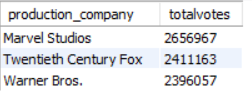 production_company totalvotes
Marvel Studios 2656967
Twentieth Century Fox 2411163
Warner Bros. 2396057